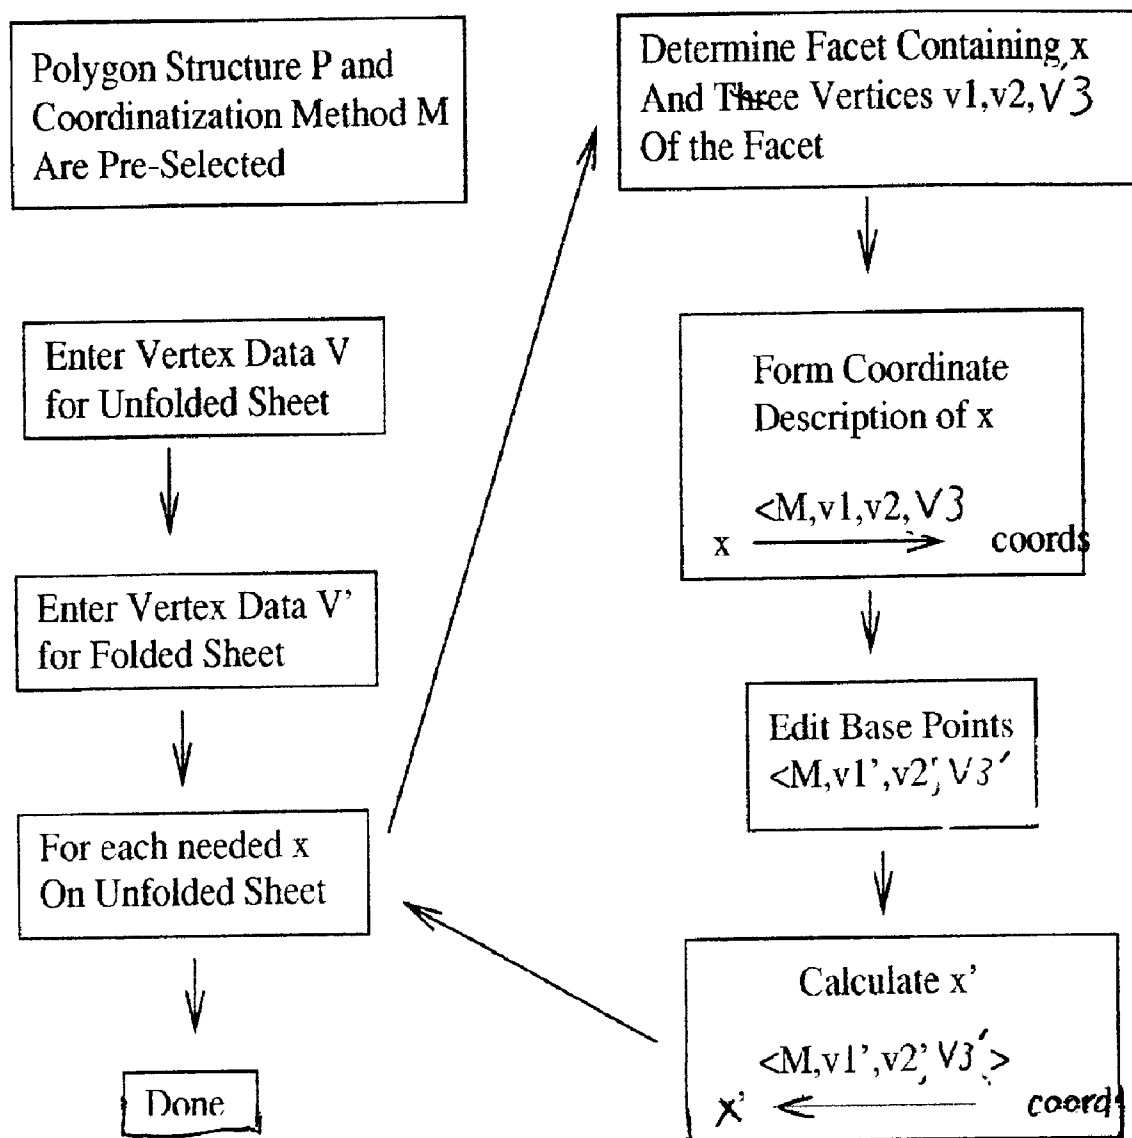 Polygon Structure P and
Coordinatization Method M
Are Pre-Selected
Enter Vertex Data V
for Unfolded Sheet
Enter Vertex Data V'
for Folded Sheet
For each needed x
On Unfolded Sheet
Done
Determine Facet Containing x
And Three Vertices v1,v2,V3
Of the Facet
Form Coordinate
Description of x
<M,v1,v2,V3
x coords
Edit Base Points
<M,v1',v2',V3'
Calculate x'
<M,v1',v2',V3'>
x' coord